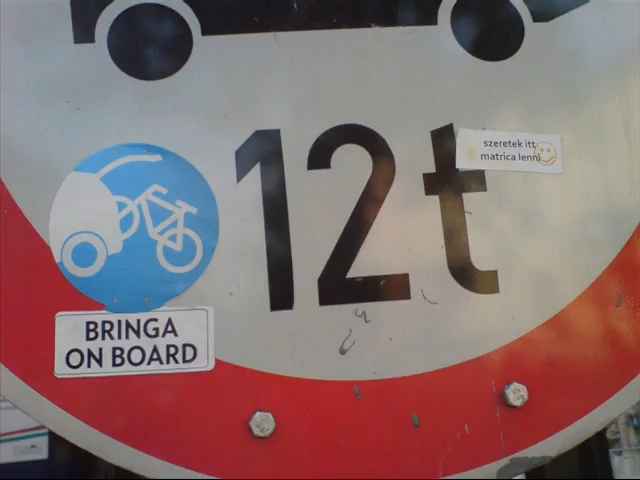 12t
szeretek itt
matrica lenni
BRINGA
ON BOARD